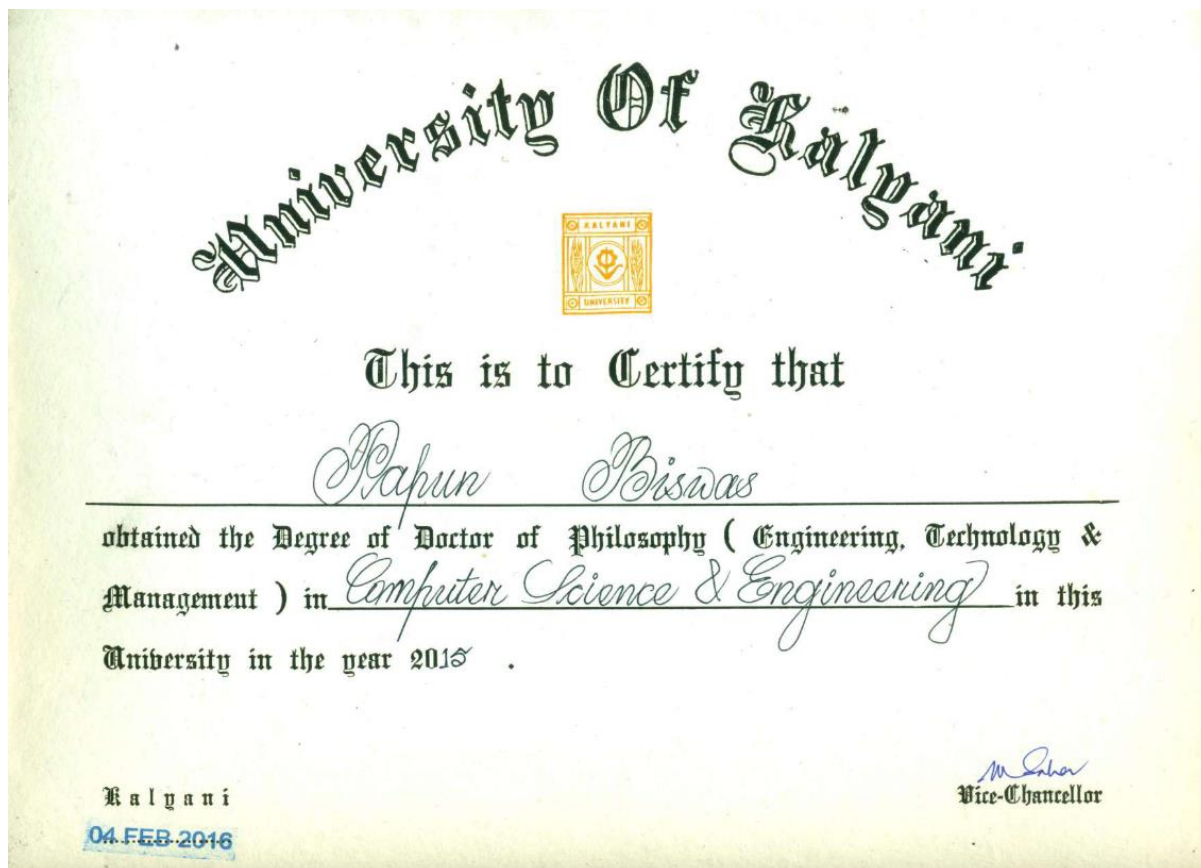 University Of Kalyani
KALYANI
UNIVERSITY
This is to Certify that
Papun Biswas
obtained the Degree of Doctor of Philosophy ( Engineering, Technology &
Management ) in Computer Science & Engineering in this
University in the year 2015 .
Vice-Chancellor
Kalyani
04 FEB 2016